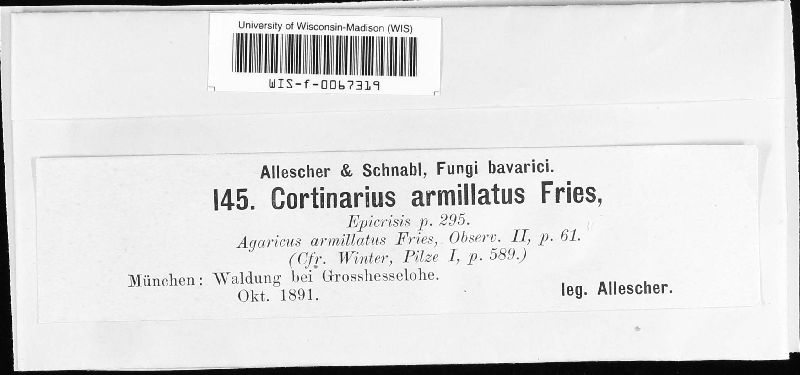 University of Wisconsin-Madison (WIS)
WIS-f-0067319
Allescher & Schnabl, Fungi bavarici.
145. Cortinarius armillatus Fries,
Epicrisis p. 295.
Agaricus armillatus Fries, Observ. II, p. 61.
(Cfr. Winter, Pilze I, p. 589.)
München: Waldung bei Grosshesselohe.
Okt. 1891.
leg. Allescher.